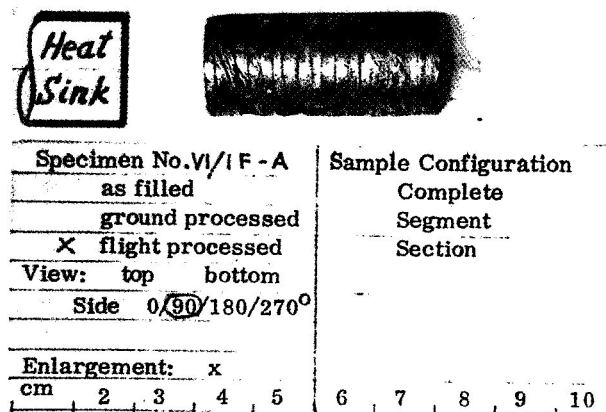 Heat
Sink
Specimen No. VI/1F-A
as filled
ground processed
X flight processed
View: top bottom
Side 0/90/180/270°
Enlargement: x
Sample Configuration
Complete
Segment
Section
cm 2 3 4 5 6 7 8 9 10